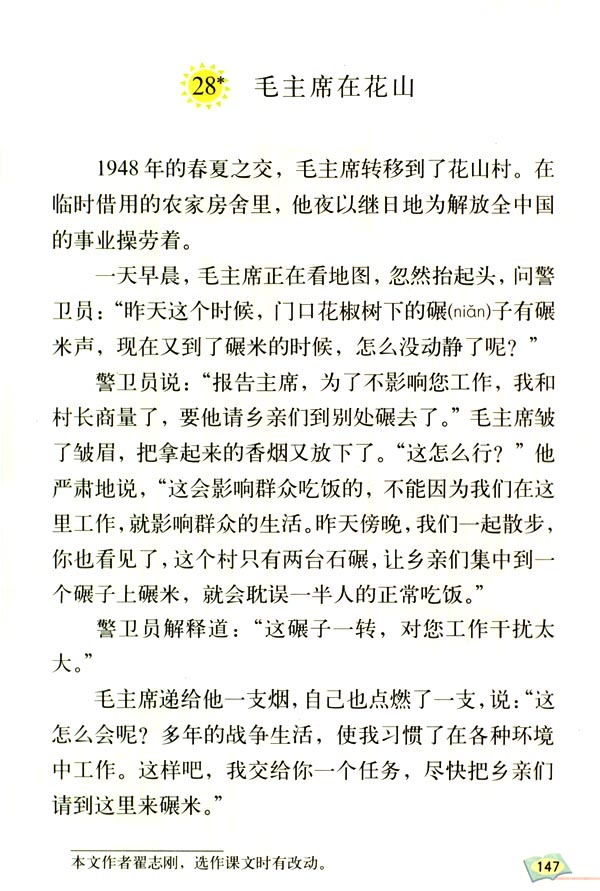 28* 毛主席在花山
1948年的春夏之交，毛主席转移到了花山村。在
临时借用的农家房舍里，他夜以继日地为解放全中国
的事业操劳着。
一天早晨，毛主席正在看地图，忽然抬起头，问警
卫员：“昨天这个时候，门口花椒树下的碾(niǎn)子有碾
米声，现在又到了碾米的时候，怎么没动静了呢？”
警卫员说：“报告主席，为了不影响您工作，我和
村长商量了，要他请乡亲们到别处碾去了。”毛主席皱
了皱眉，把拿起来的香烟又放下了。“这怎么行？”他
严肃地说，“这会影响群众吃饭的，不能因为我们在这
里工作，就影响群众的生活。昨天傍晚，我们一起散步，
你也看见了，这个村只有两台石碾，让乡亲们集中到一
个碾子上碾米，就会耽误一半人的正常吃饭。”
警卫员解释道：“这碾子一转，对您工作干扰太
大。”
毛主席递给他一支烟，自己也点燃了一支，说：“这
怎么会呢？多年的战争生活，使我习惯了在各种环境
中工作。这样吧，我交给你一个任务，尽快把乡亲们
请到这里来碾米。”
本文作者翟志刚，选作课文时有改动。
147